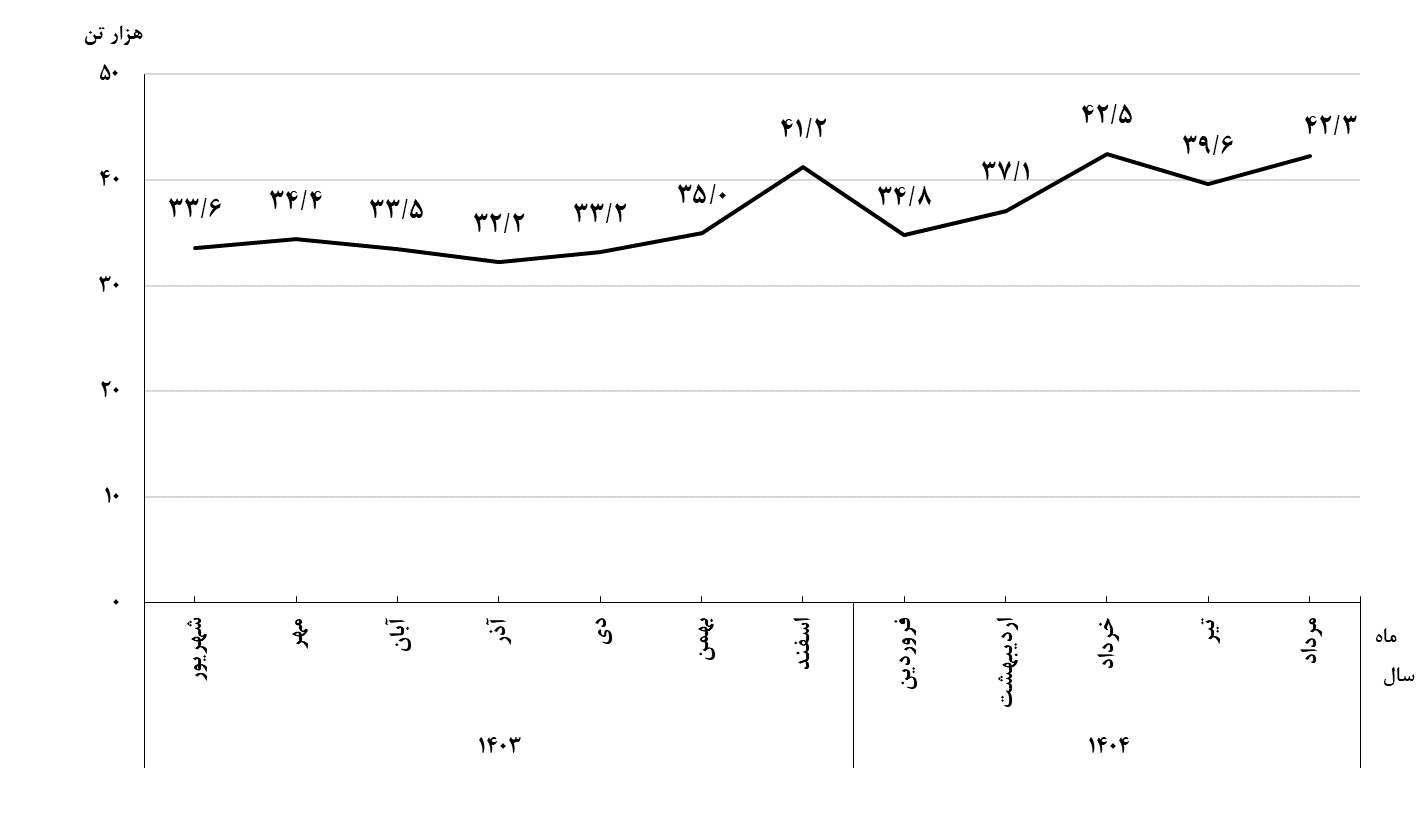 هزار تن
۵۰
۴۰
۳۰
۲۰
۱۰
۰
۳۳/۶
۳۴/۴
۳۳/۵
۳۲/۲
۳۳/۲
۳۵/۰
۴۱/۲
۳۴/۸
۳۷/۱
۴۲/۵
۳۹/۶
۴۲/۳
شهریور
مهر
آبان
آذر
دی
بهمن
اسفند
فروردین
اردیبهشت
خرداد
تیر
مرداد
ماه
سال
۱۴۰۳
۱۴۰۴